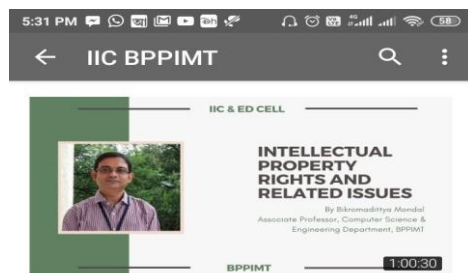 5:31 PM
58
IIC BPPIMT
IIC & ED CELL
INTELLECTUAL
PROPERTY
RIGHTS AND
RELATED ISSUES
By Bikromadittya Mondal
Associate Professor, Computer Science &
Engineering Department, BPPIMT
BPPIMT
1:00:30